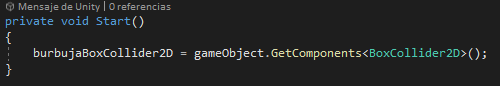 Mensaje de Unity | 0 referencias
private void Start()
{
burbujaBoxCollider2D = gameObject.GetComponents<BoxCollider2D>();
}